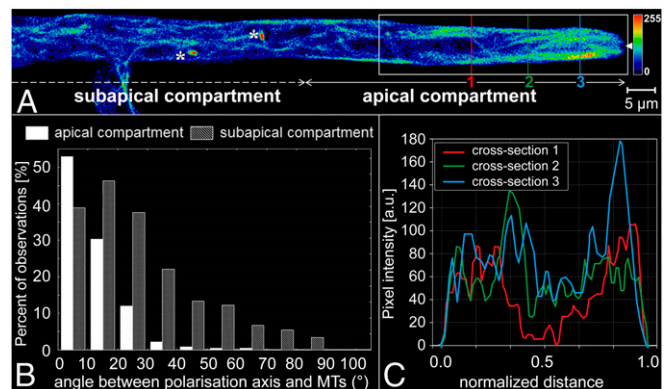 255
0
* *
1 2 3
5 μm
subapical compartment apical compartment
A
apical compartment subapical compartment
Percent of observations [%]
50
40
30
20
10
0
0 10 20 30 40 50 60 70 80 90 100
angle between polarisation axis and MTs (°)
B
cross-section 1
cross-section 2
cross-section 3
Pixel intensity [a.u.]
180
160
140
120
100
80
60
40
20
0
0.0 0.5 1.0
normalized distance
C